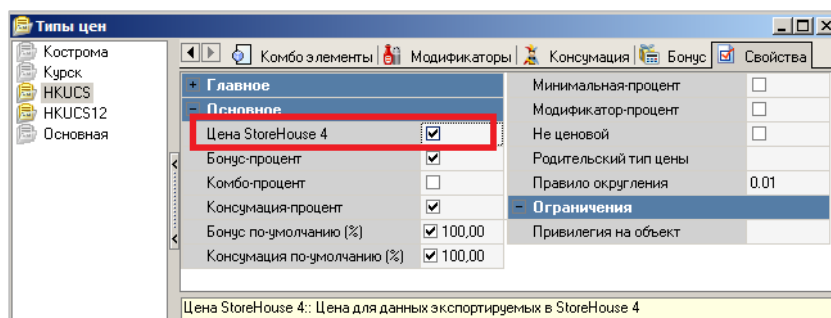 Типы цен
Кострома
Курск
HKUCS
HKUCS12
Основная
Комбо элементы Модификаторы Консумация Бонус Свойства
+ Главное
- Основное
Цена StoreHouse 4
Бонус-процент
Комбо-процент
Консумация-процент
Бонус по-умолчанию (%) 100,00
Консумация по-умолчанию (%) 100,00
Минимальная-процент
Модификатор-процент
Не ценовой
Родительский тип цены
Правило округления 0.01
- Ограничения
Привилегия на объект
Цена StoreHouse 4:: Цена для данных экспортируемых в StoreHouse 4